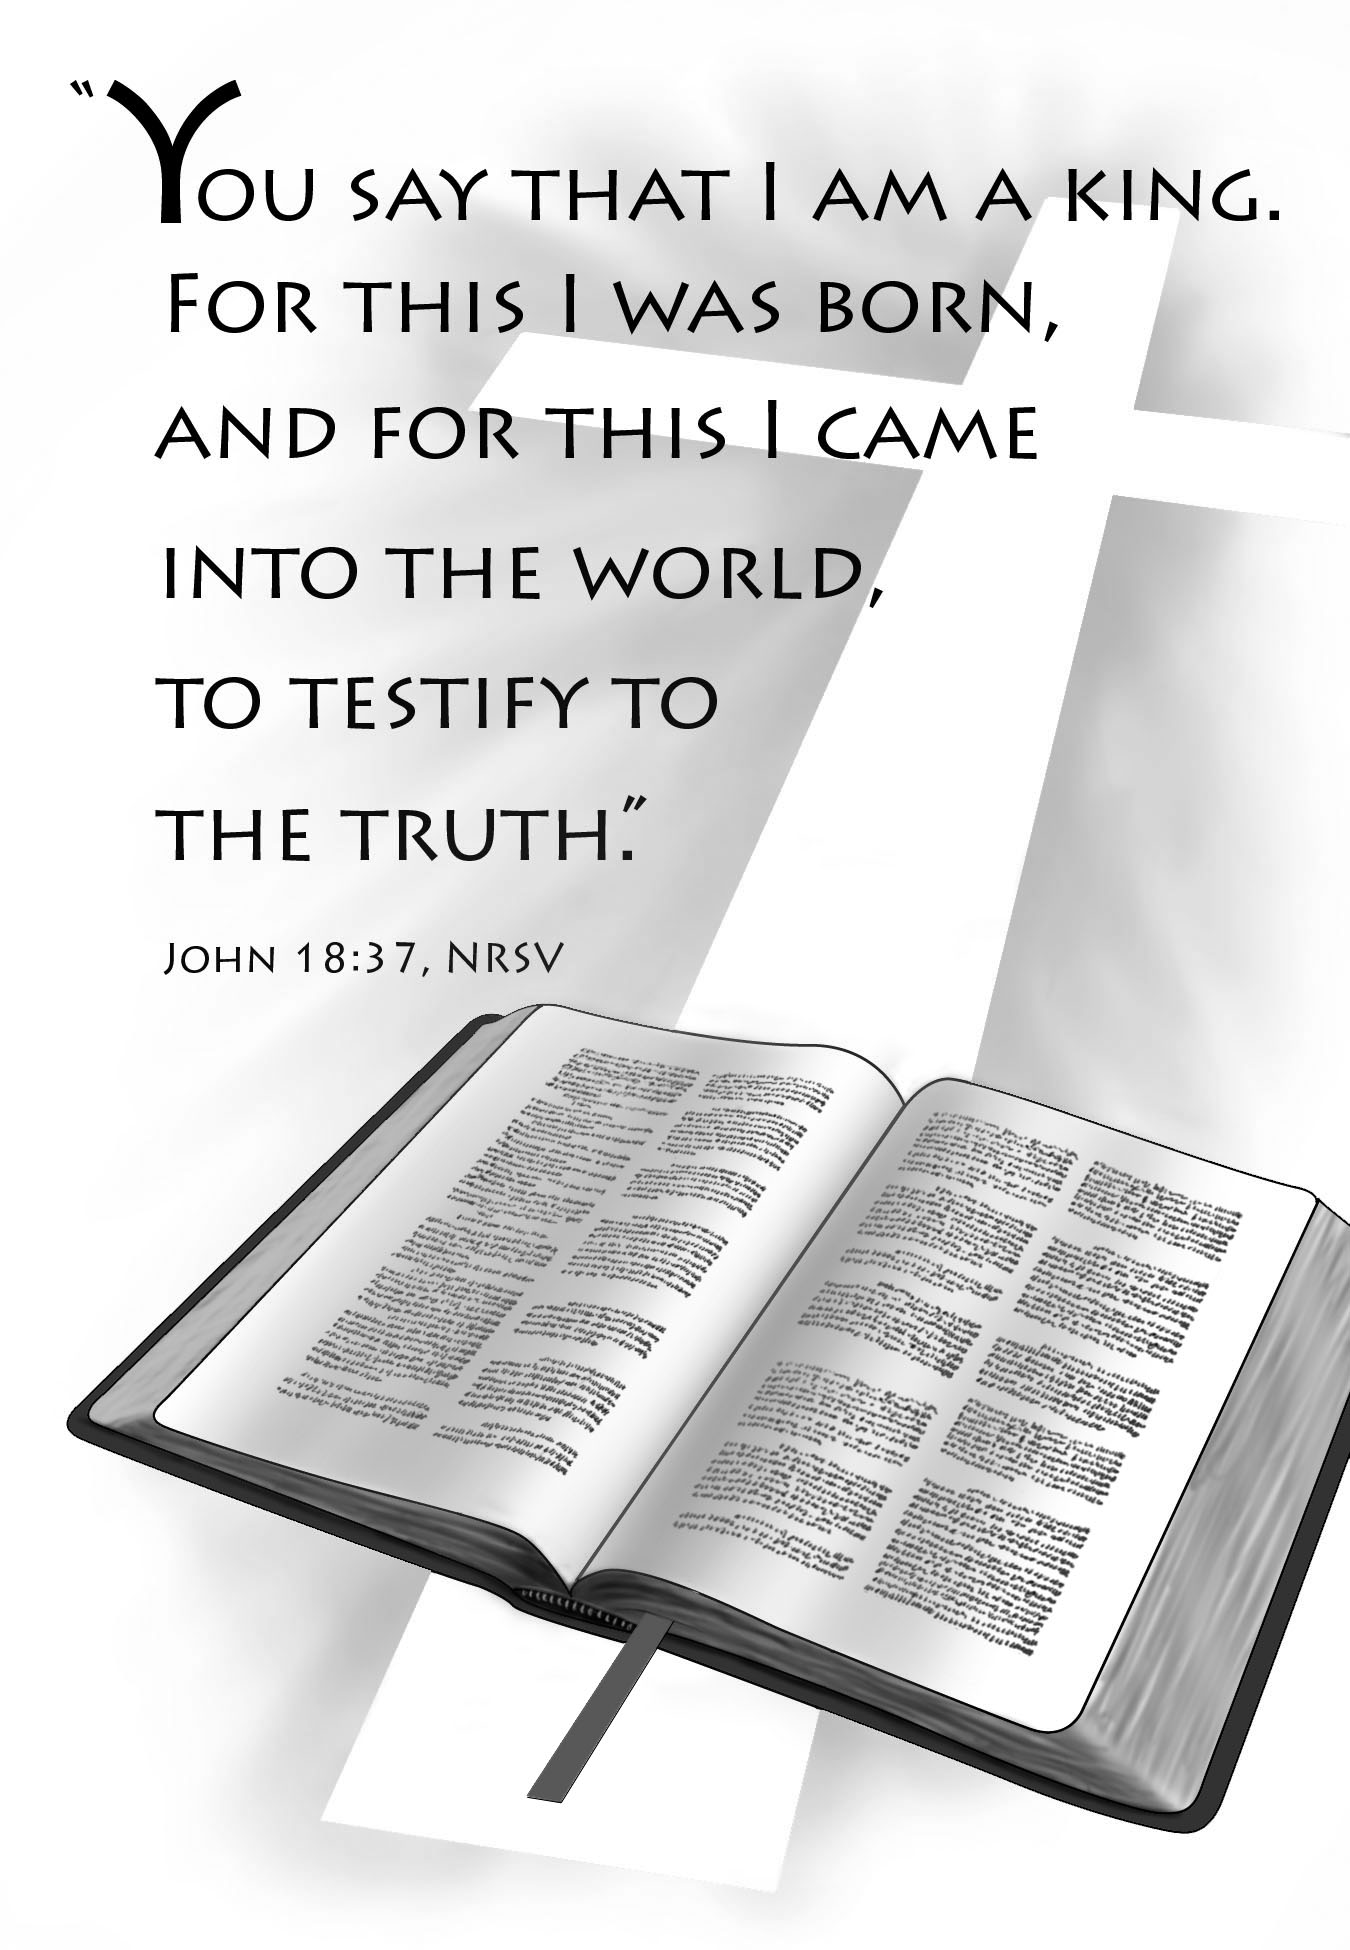 “You say that I am a king.
For this I was born,
and for this I came
into the world,
to testify to
the truth.”
John 18:37, NRSV